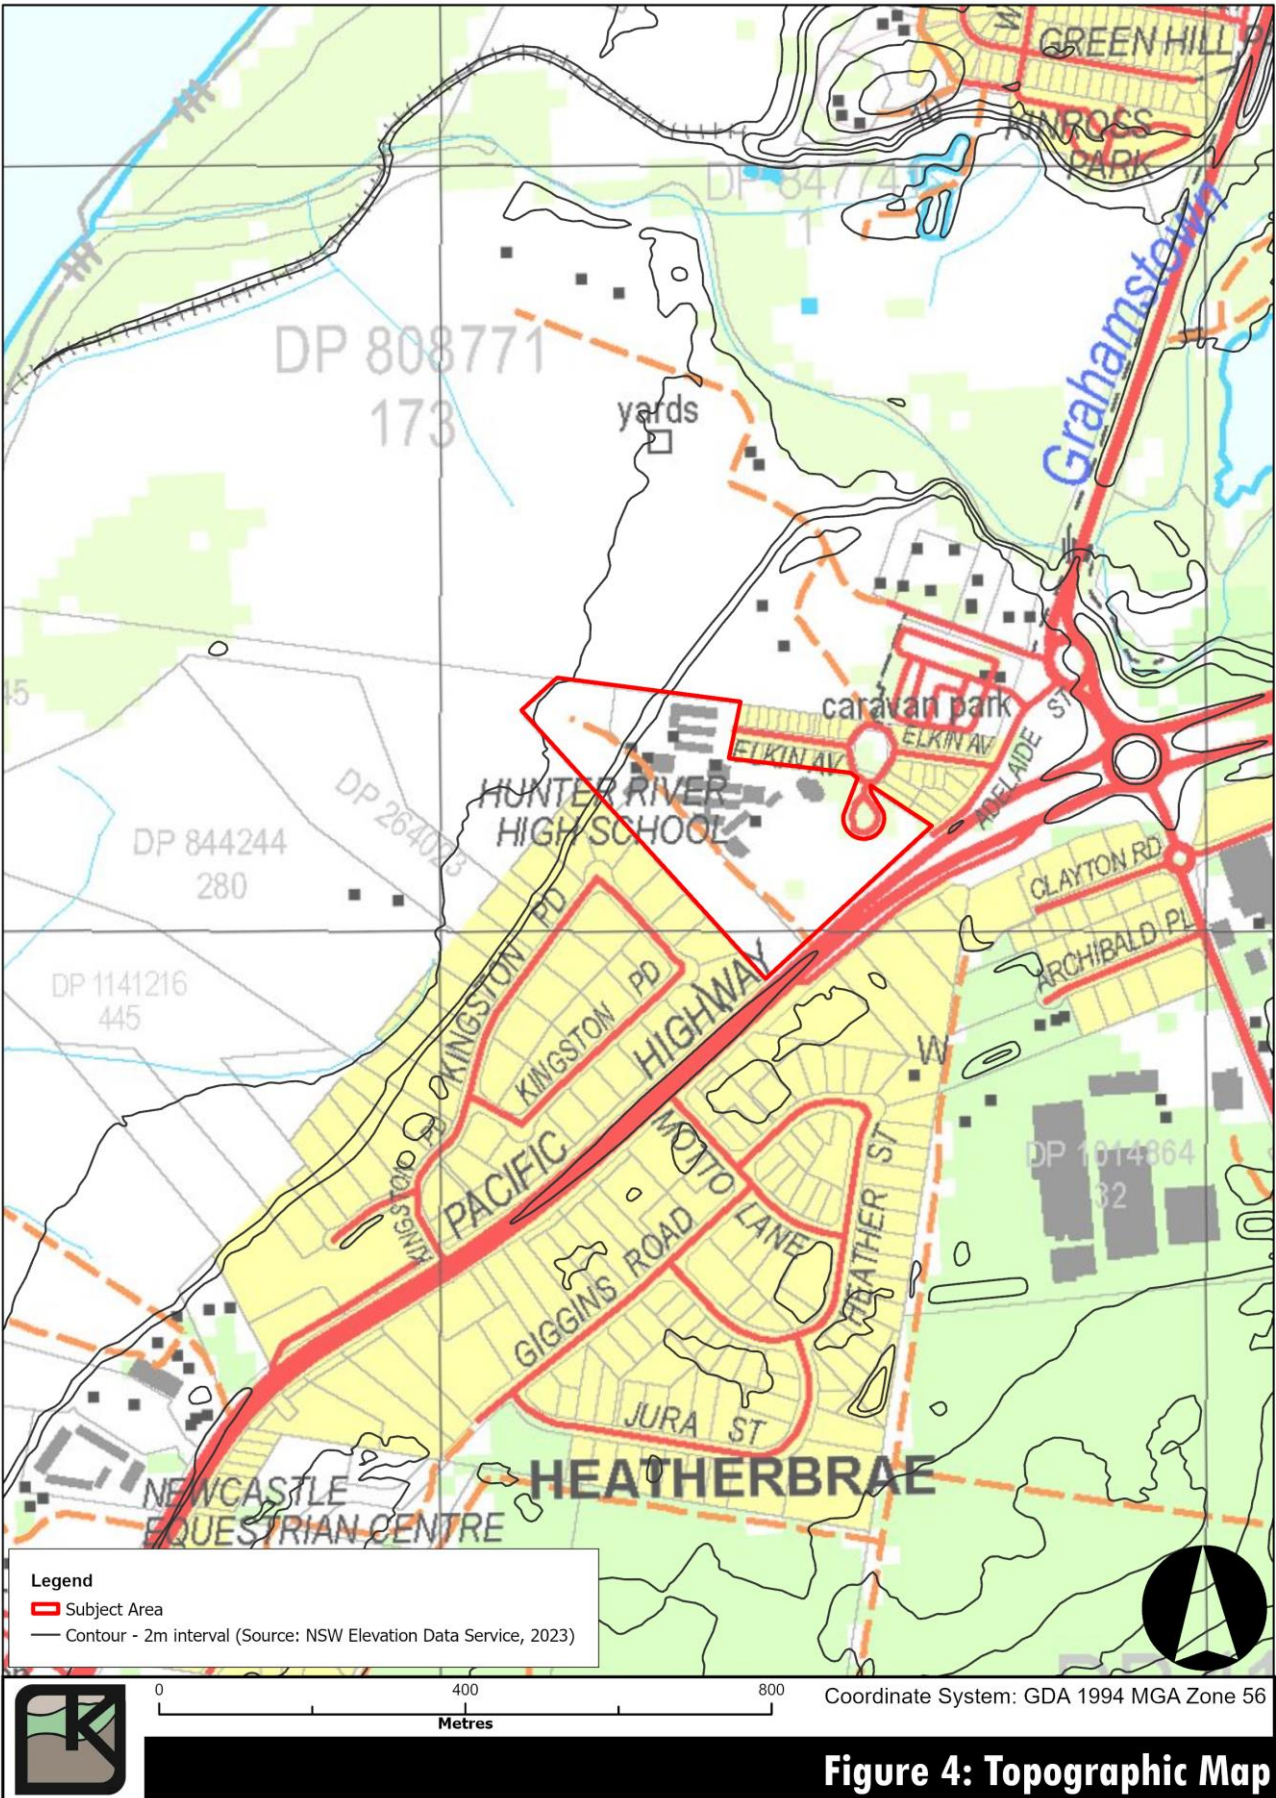 GREEN HILL
10
KINROSS
PARK
DP 847741
1
Grahamstown
DP 808771
173
yards
45
caravan park
ELKIN AV
ELKIN AV
ADELAIDE ST
HUNTER RIVER
HIGH SCHOOL
DP 264023
DP 844244
280
CLAYTON RD
ARCHIBALD PL
KINGSTON PD
KINGSTON PD
DP 1141216
445
PACIFIC HIGHWAY
W
KINGSTON PD
MOTTO LANE
HEATHER ST
DP 1014864
32
GIGGINS ROAD
HEATHER ST
JURA ST
HEATHERBRAE
NEWCASTLE
EQUESTRIAN CENTRE
Legend
Subject Area
Contour - 2m interval (Source: NSW Elevation Data Service, 2023)
0 400 800
Metres
Coordinate System: GDA 1994 MGA Zone 56
K
Figure 4: Topographic Map